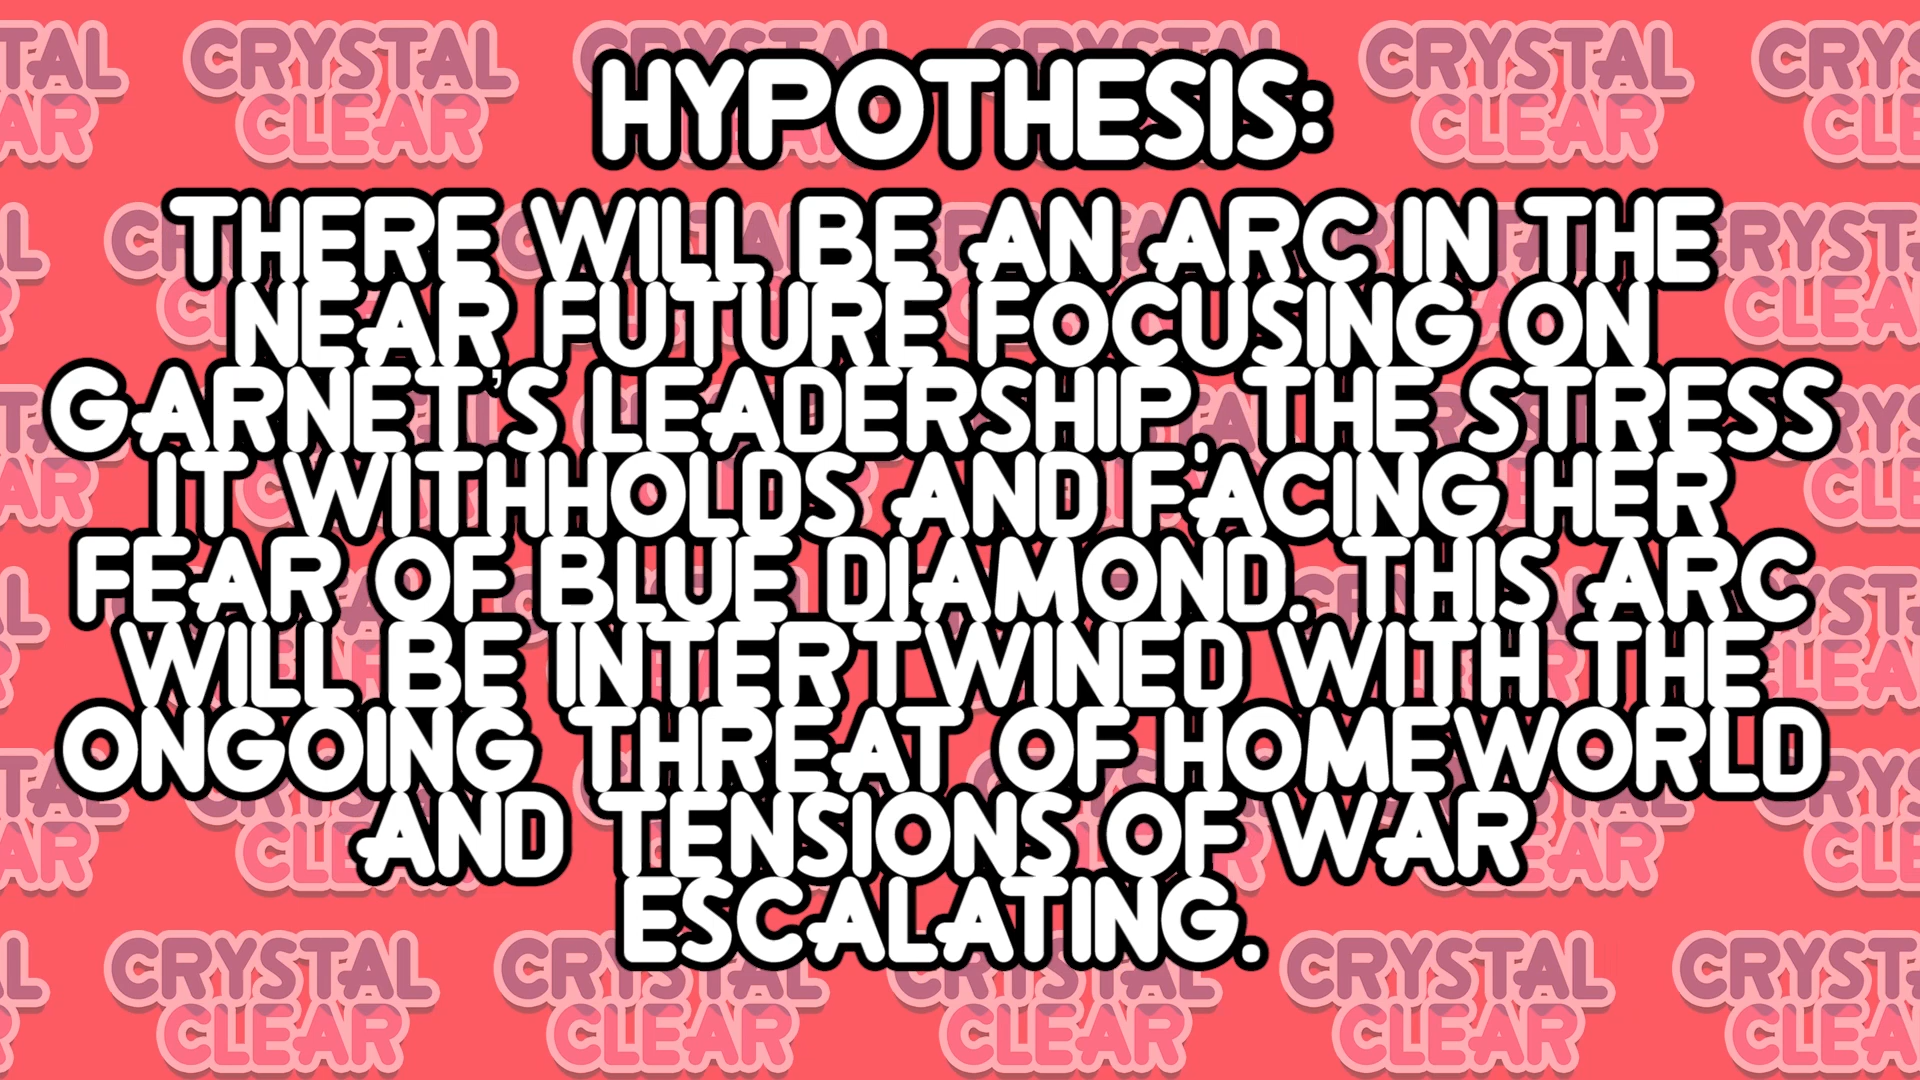 HYPOTHESIS:
THERE WILL BE AN ARC IN THE
NEAR FUTURE FOCUSING ON
GARNET'S LEADERSHIP, THE STRESS
IT WITHHOLDS AND FACING HER
FEAR OF BLUE DIAMOND. THIS ARC
WILL BE INTERTWINED WITH THE
ONGOING THREAT OF HOMEWORLD
AND TENSIONS OF WAR
ESCALATING.
CRYSTAL
CLEAR